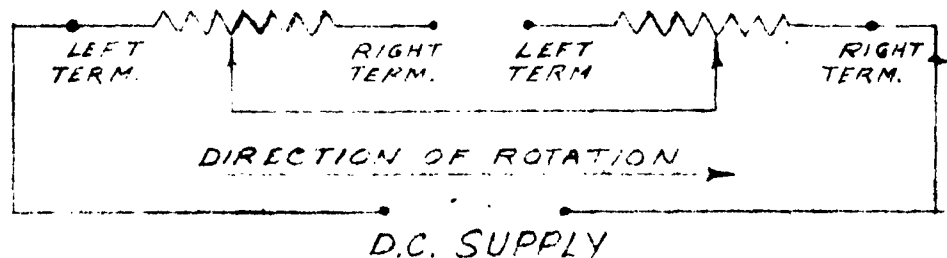 LEFT
TERM.
RIGHT
TERM.
LEFT
TERM
RIGHT
TERM.
DIRECTION OF ROTATION
D.C. SUPPLY